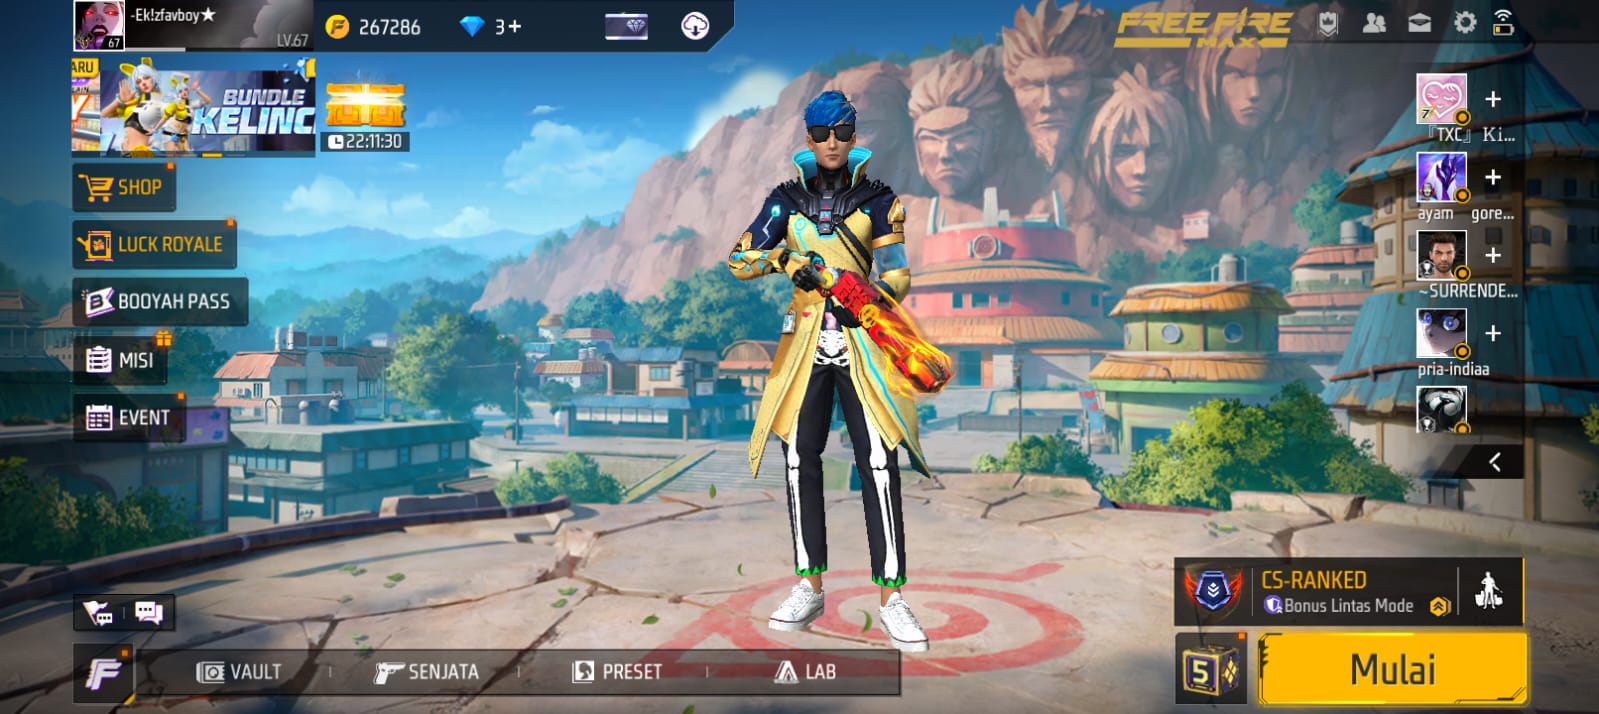 -Ek!zfavboy★
67
LV.67
267286
3+
FREE FIRE
MAX
ARU
BUNDLE
KELINC
22:11:30
SHOP
LUCK ROYALE
BOOYAH PASS
MISI
EVENT
7
『TXC』 Ki...
ayam gore...
~SURRENDE...
pria-indiaa
CS-RANKED
Bonus Lintas Mode
VAULT
SENJATA
PRESET
LAB
5
Mulai